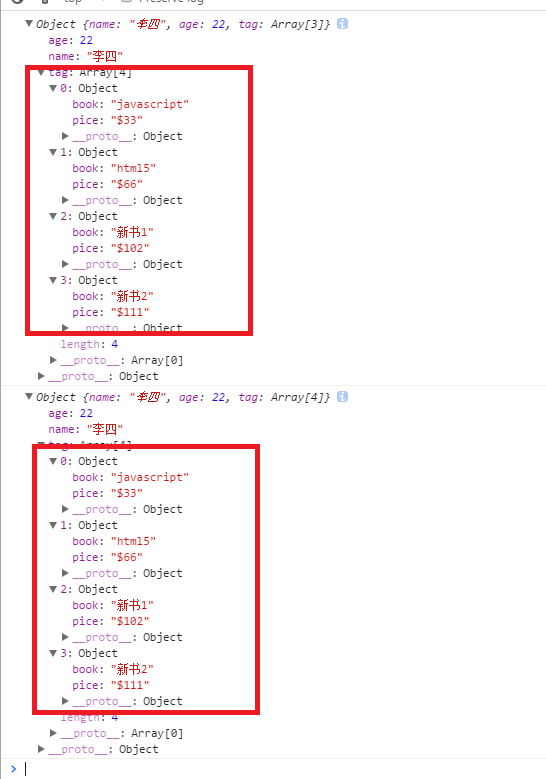 top Preserve log
▼Object {name: "李四", age: 22, tag: Array[3]}
age: 22
name: "李四"
▼tag: Array[4]
▼0: Object
book: "javascript"
pice: "$33"
▶__proto__: Object
▼1: Object
book: "html5"
pice: "$66"
▶__proto__: Object
▼2: Object
book: "新书1"
pice: "$102"
▶__proto__: Object
▼3: Object
book: "新书2"
pice: "$111"
▶__proto__: Object
length: 4
▶__proto__: Array[0]
▶__proto__: Object
▼Object {name: "李四", age: 22, tag: Array[4]}
age: 22
name: "李四"
▼tag: Array[4]
▼0: Object
book: "javascript"
pice: "$33"
▶__proto__: Object
▼1: Object
book: "html5"
pice: "$66"
▶__proto__: Object
▼2: Object
book: "新书1"
pice: "$102"
▶__proto__: Object
▼3: Object
book: "新书2"
pice: "$111"
▶__proto__: Object
length: 4
▶__proto__: Array[0]
▶__proto__: Object
>